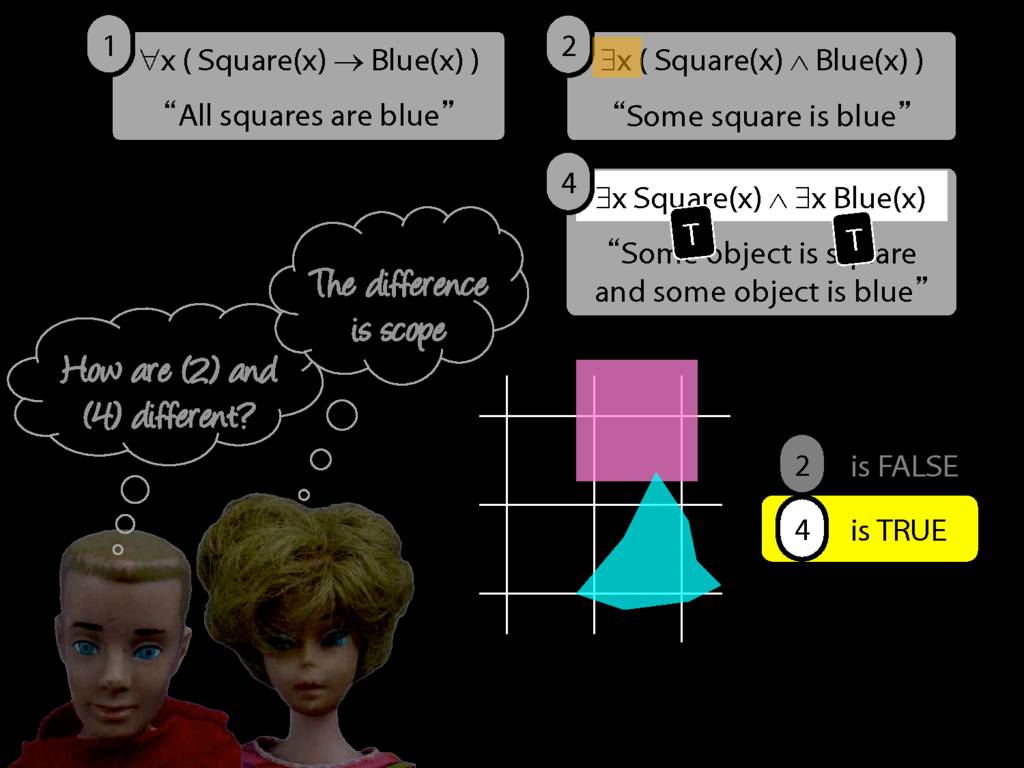 1
∀x ( Square(x) → Blue(x) )
“All squares are blue”
2
∃x ( Square(x) ∧ Blue(x) )
“Some square is blue”
4
∃x Square(x) ∧ ∃x Blue(x)
T T
“Some object is square
and some object is blue”
The difference
is scope
How are (2) and
(4) different?
2 is FALSE
4 is TRUE